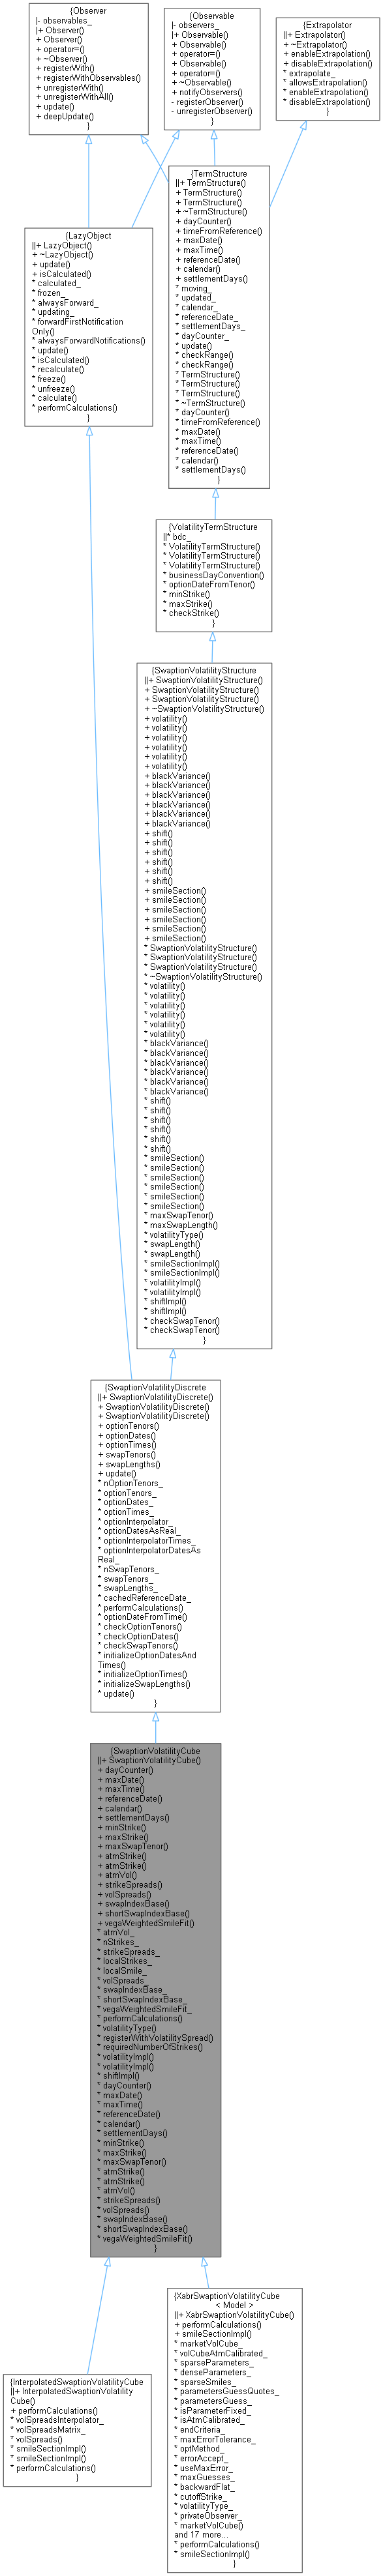 {Observer
|- observables_
|+ Observer()
+ Observer()
+ operator=()
+ ~Observer()
+ registerWith()
+ registerWithObservables()
+ unregisterWith()
+ unregisterWithAll()
+ update()
+ deepUpdate()
}
{Observable
|- observers_
|+ Observable()
+ Observable()
+ operator=()
+ Observable()
+ operator=()
+ ~Observable()
+ notifyObservers()
- registerObserver()
- unregisterObserver()
}
{Extrapolator
||+ Extrapolator()
+ ~Extrapolator()
+ enableExtrapolation()
+ disableExtrapolation()
* extrapolate_
* allowsExtrapolation()
* enableExtrapolation()
* disableExtrapolation()
}
{LazyObject
||+ LazyObject()
+ ~LazyObject()
+ update()
+ isCalculated()
* calculated_
* frozen_
* alwaysForward_
* updating_
* forwardFirstNotification
Only()
* alwaysForwardNotifications()
* update()
* isCalculated()
* recalculate()
* freeze()
* unfreeze()
* calculate()
* performCalculations()
}
{TermStructure
||+ TermStructure()
+ TermStructure()
+ TermStructure()
+ ~TermStructure()
+ dayCounter()
+ timeFromReference()
+ maxDate()
+ maxTime()
+ referenceDate()
+ calendar()
+ settlementDays()
* moving_
* updated_
* calendar_
* referenceDate_
* settlementDays_
* dayCounter_
* update()
* checkRange()
* checkRange()
* TermStructure()
* TermStructure()
* TermStructure()
* ~TermStructure()
* dayCounter()
* timeFromReference()
* maxDate()
* maxTime()
* referenceDate()
* calendar()
* settlementDays()
}
{VolatilityTermStructure
||* bdc_
* VolatilityTermStructure()
* VolatilityTermStructure()
* VolatilityTermStructure()
* businessDayConvention()
* optionDateFromTenor()
* minStrike()
* maxStrike()
* checkStrike()
}
{SwaptionVolatilityStructure
||+ SwaptionVolatilityStructure()
+ SwaptionVolatilityStructure()
+ SwaptionVolatilityStructure()
+ ~SwaptionVolatilityStructure()
+ volatility()
+ volatility()
+ volatility()
+ volatility()
+ volatility()
+ volatility()
+ blackVariance()
+ blackVariance()
+ blackVariance()
+ blackVariance()
+ blackVariance()
+ blackVariance()
+ shift()
+ shift()
+ shift()
+ shift()
+ shift()
+ shift()
+ smileSection()
+ smileSection()
+ smileSection()
+ smileSection()
+ smileSection()
+ smileSection()
* SwaptionVolatilityStructure()
* SwaptionVolatilityStructure()
* SwaptionVolatilityStructure()
* ~SwaptionVolatilityStructure()
* volatility()
* volatility()
* volatility()
* volatility()
* volatility()
* volatility()
* blackVariance()
* blackVariance()
* blackVariance()
* blackVariance()
* blackVariance()
* blackVariance()
* shift()
* shift()
* shift()
* shift()
* shift()
* shift()
* smileSection()
* smileSection()
* smileSection()
* smileSection()
* smileSection()
* smileSection()
* maxSwapTenor()
* maxSwapLength()
* volatilityType()
* swapLength()
* swapLength()
* smileSectionImpl()
* smileSectionImpl()
* volatilityImpl()
* volatilityImpl()
* shiftImpl()
* shiftImpl()
* checkSwapTenor()
* checkSwapTenor()
}
{SwaptionVolatilityDiscrete
||+ SwaptionVolatilityDiscrete()
+ SwaptionVolatilityDiscrete()
+ SwaptionVolatilityDiscrete()
+ optionTenors()
+ optionDates()
+ optionTimes()
+ swapTenors()
+ swapLengths()
+ update()
* nOptionTenors_
* optionTenors_
* optionDates_
* optionTimes_
* optionInterpolator_
* optionDatesAsReal_
* optionInterpolatorTimes_
* optionInterpolatorDatesAs
Real_
* nSwapTenors_
* swapTenors_
* swapLengths_
* cachedReferenceDate_
* performCalculations()
* optionDateFromTime()
* checkOptionTenors()
* checkOptionDates()
* checkSwapTenors()
* initializeOptionDatesAnd
Times()
* initializeOptionTimes()
* initializeSwapLengths()
* update()
}
{SwaptionVolatilityCube
||+ SwaptionVolatilityCube()
+ dayCounter()
+ maxDate()
+ maxTime()
+ referenceDate()
+ calendar()
+ settlementDays()
+ minStrike()
+ maxStrike()
+ maxSwapTenor()
+ atmStrike()
+ atmStrike()
+ atmVol()
+ strikeSpreads()
+ volSpreads()
+ swapIndexBase()
+ shortSwapIndexBase()
+ vegaWeightedSmileFit()
* atmVol_
* nStrikes_
* strikeSpreads_
* localStrikes_
* localSmile_
* volSpreads_
* swapIndexBase_
* shortSwapIndexBase_
* vegaWeightedSmileFit_
* performCalculations()
* volatilityType()
* registerWithVolatilitySpread()
* requiredNumberOfStrikes()
* volatilityImpl()
* volatilityImpl()
* shiftImpl()
* dayCounter()
* maxDate()
* maxTime()
* referenceDate()
* calendar()
* settlementDays()
* minStrike()
* maxStrike()
* maxSwapTenor()
* atmStrike()
* atmStrike()
* atmVol()
* strikeSpreads()
* volSpreads()
* swapIndexBase()
* shortSwapIndexBase()
* vegaWeightedSmileFit()
}
{InterpolatedSwaptionVolatilityCube
||+ InterpolatedSwaptionVolatility
Cube()
+ performCalculations()
* volSpreadsInterpolator_
* volSpreadsMatrix_
* volSpreads()
* smileSectionImpl()
* smileSectionImpl()
* performCalculations()
}
{XabrSwaptionVolatilityCube
< Model >
||+ XabrSwaptionVolatilityCube()
+ performCalculations()
+ smileSectionImpl()
* marketVolCube_
* volCubeAtmCalibrated_
* sparseParameters_
* denseParameters_
* sparseSmiles_
* parametersGuessQuotes_
* parametersGuess_
* isParameterFixed_
* isAtmCalibrated_
* endCriteria_
* maxErrorTolerance_
* optMethod_
* errorAccept_
* useMaxError_
* maxGuesses_
* backwardFlat_
* cutoffStrike_
* volatilityType_
* privateObserver_
* marketVolCube()
and 17 more...
* performCalculations()
* smileSectionImpl()
}